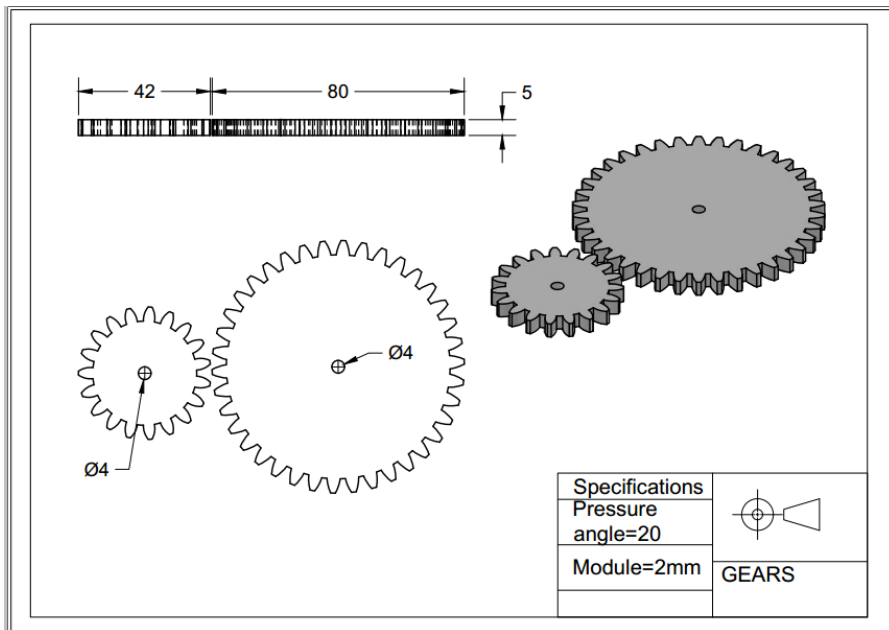 42
80
5
Ø4
Ø4
Specifications
Pressure
angle=20
Module=2mm
GEARS